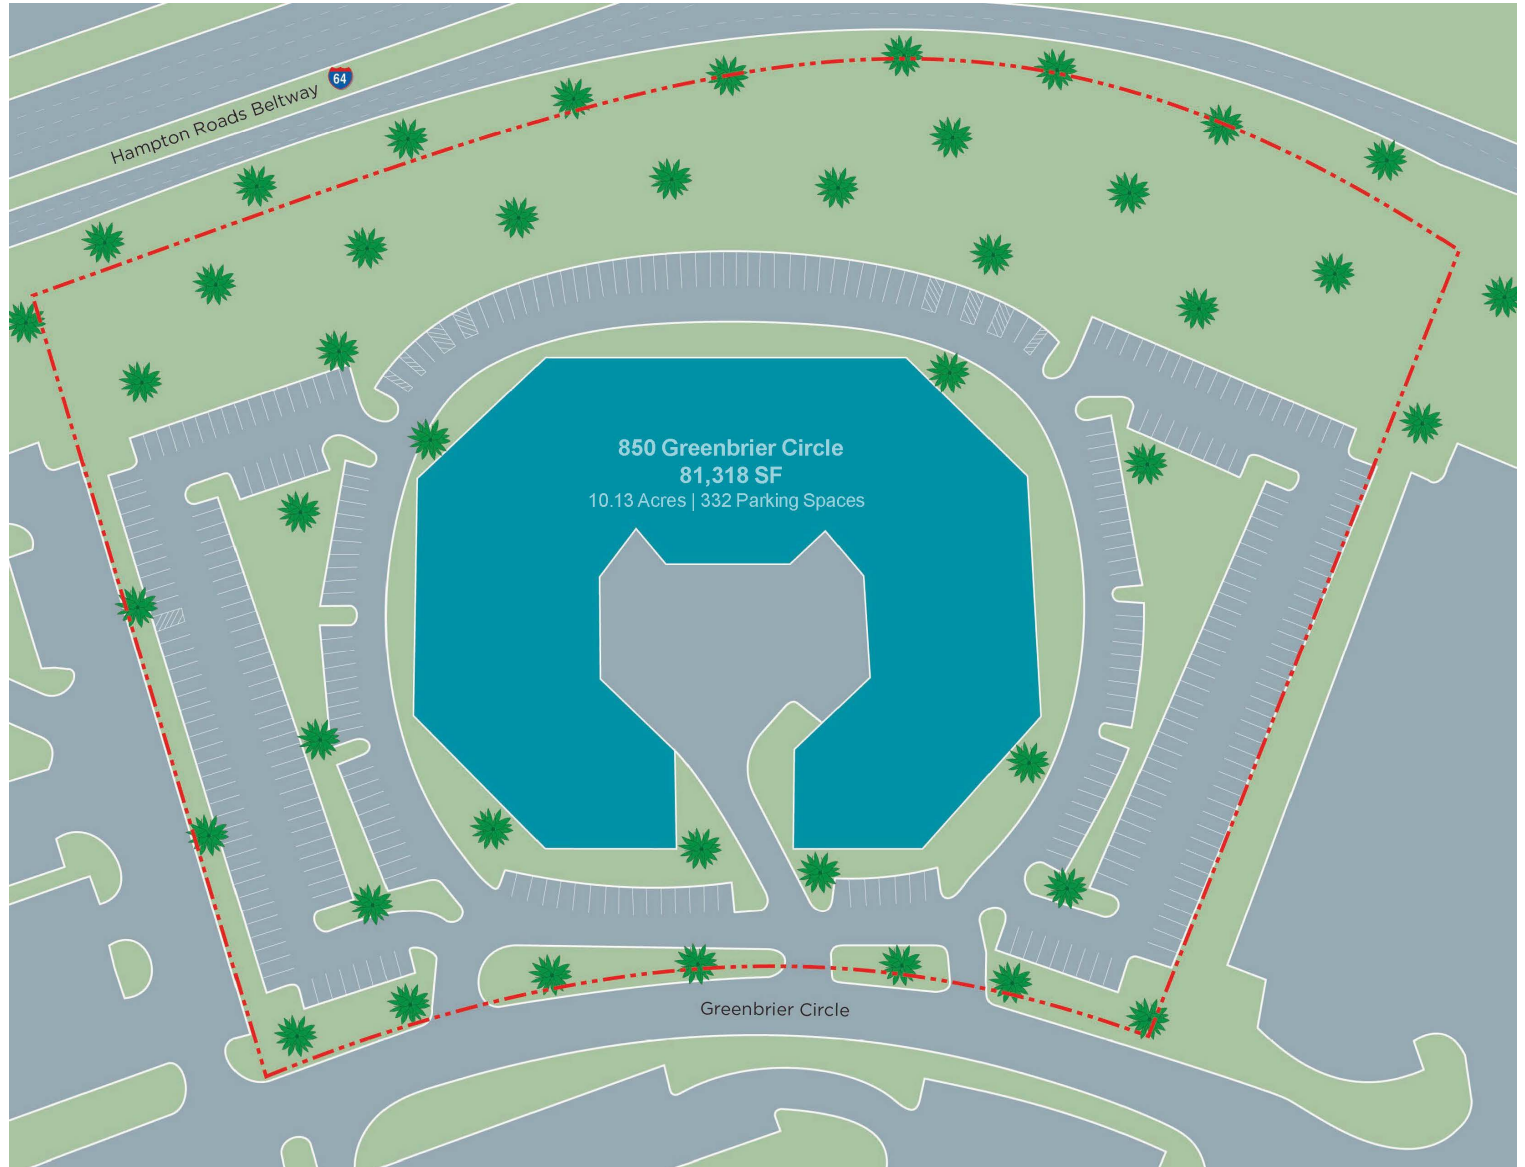 64
Hampton Roads Beltway
850 Greenbrier Circle
81,318 SF
10.13 Acres | 332 Parking Spaces
Greenbrier Circle